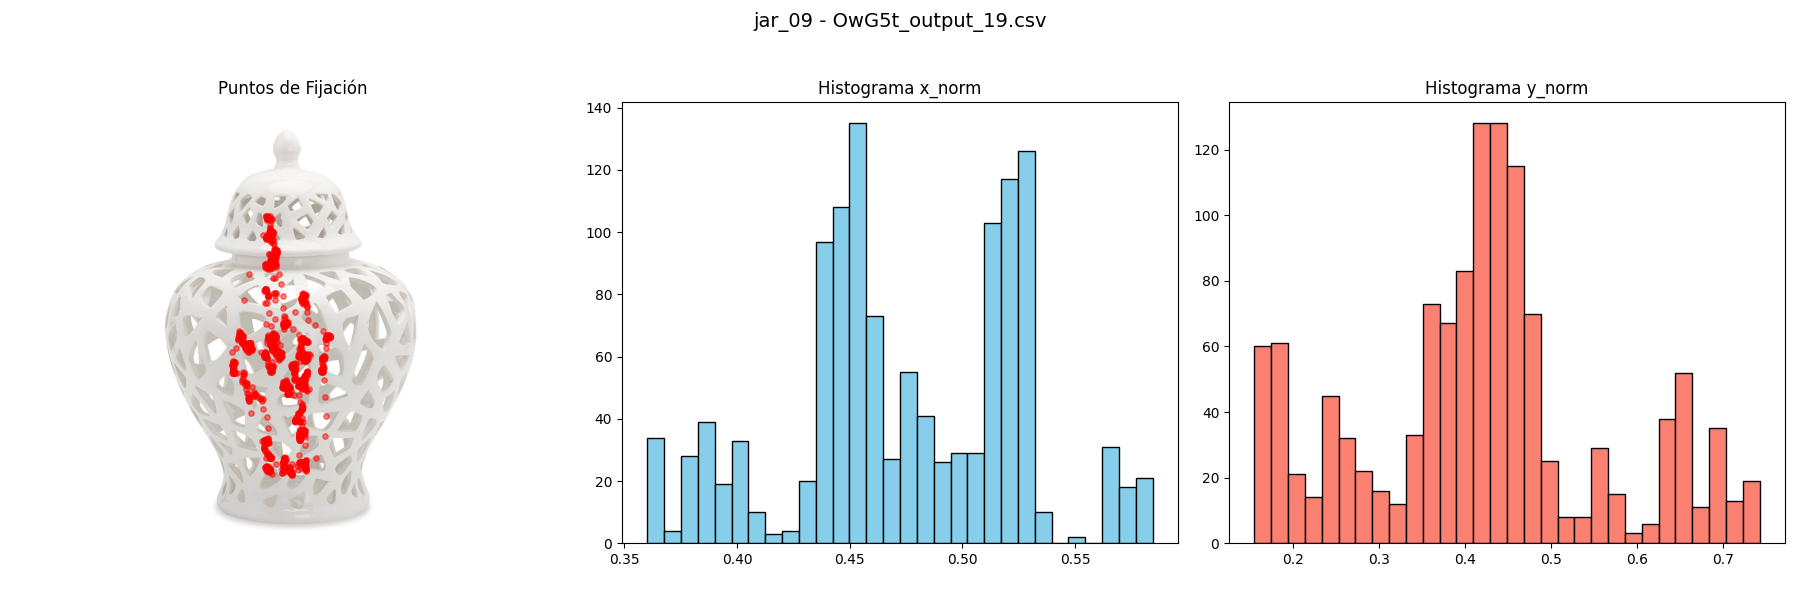 jar_09 - OwG5t_output_19.csv
Puntos de Fijación
Histograma x_norm
140
120
100
80
60
40
20
0
0.35 0.40 0.45 0.50 0.55
Histograma y_norm
120
100
80
60
40
20
0
0.2 0.3 0.4 0.5 0.6 0.7